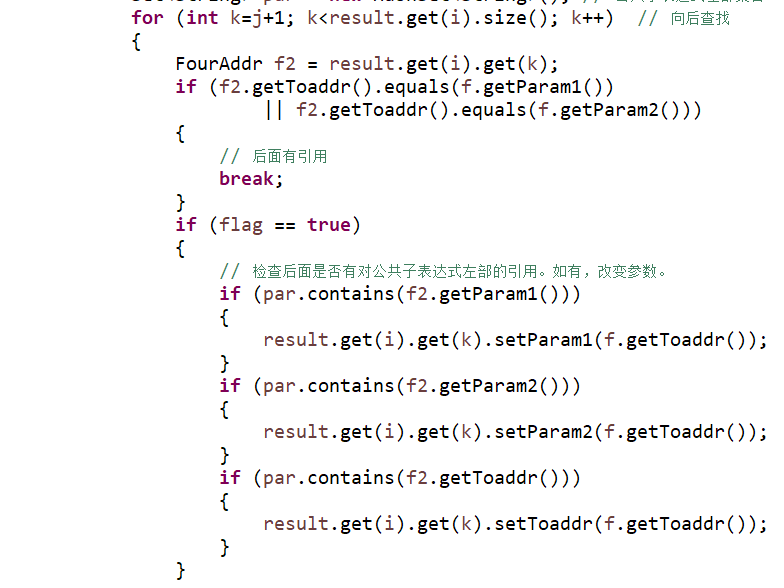 for (int k=j+1; k<result.get(i).size(); k++)  // 向后查找
{
    FourAddr f2 = result.get(i).get(k);
    if (f2.getToaddr().equals(f.getParam1())
            || f2.getToaddr().equals(f.getParam2()))
    {
        // 后面有引用
        break;
    }
    if (flag == true)
    {
        // 检查后面是否有对公共子表达式左部的引用。如有，改变参数。
        if (par.contains(f2.getParam1()))
        {
            result.get(i).get(k).setParam1(f.getToaddr());
        }
        if (par.contains(f2.getParam2()))
        {
            result.get(i).get(k).setParam2(f.getToaddr());
        }
        if (par.contains(f2.getToaddr()))
        {
            result.get(i).get(k).setToaddr(f.getToaddr());
        }
    }